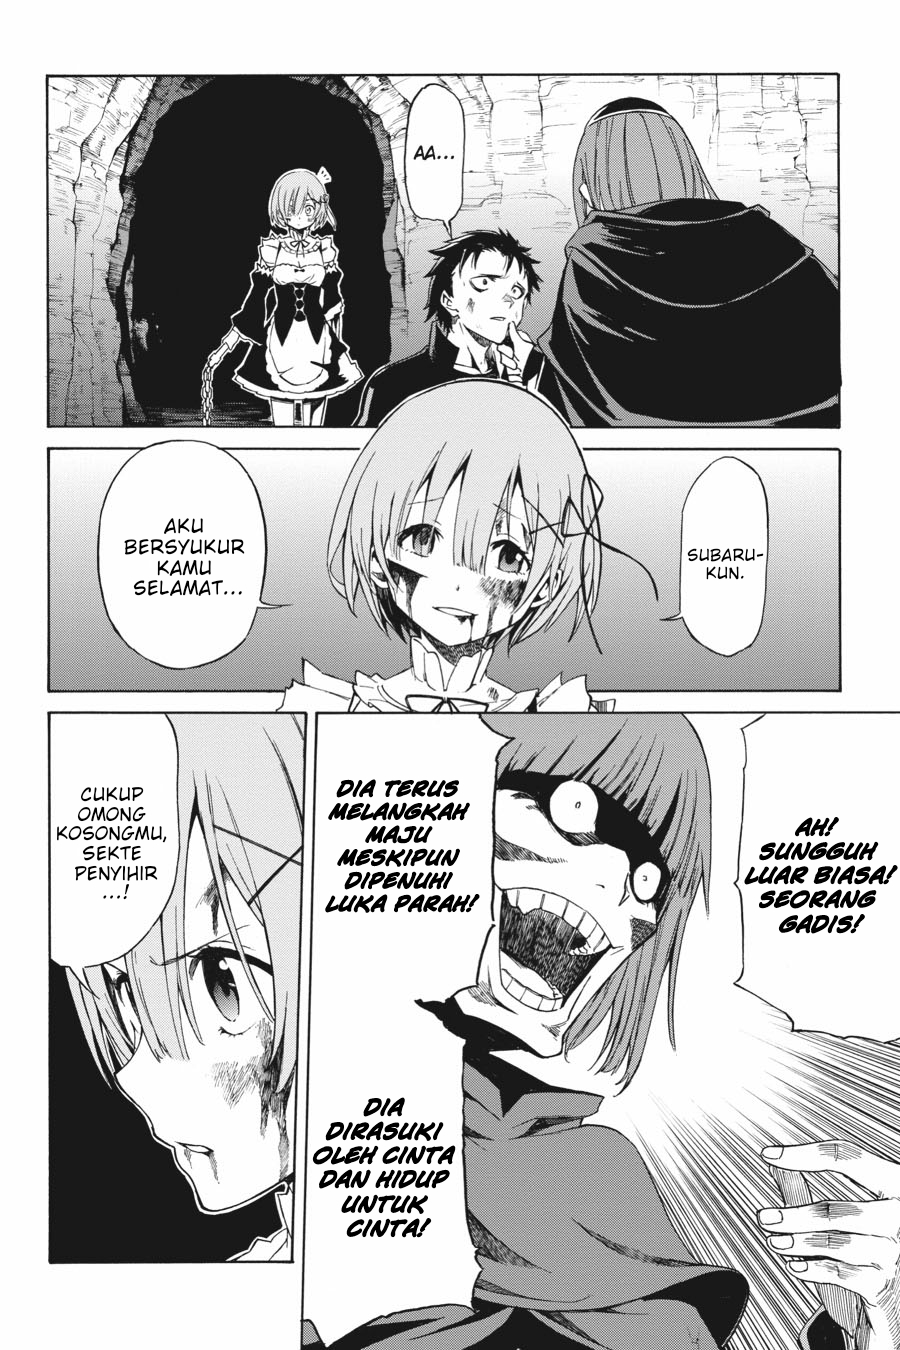 AA...
SUBARU-
KUN.
AKU
BERSYUKUR
KAMU
SELAMAT...
AH!
SUNGGUH
LUAR BIASA!
SEORANG
GADIS!
DIA TERUS
MELANGKAH
MAJU
MESKIPUN
DIPENUHI
LUKA PARAH!
DIA
DIRASUKI
OLEH CINTA
DAN HIDUP
UNTUK
CINTA!
CUKUP
OMONG
KOSONGMU,
SEKTE
PENYIHIR
...!